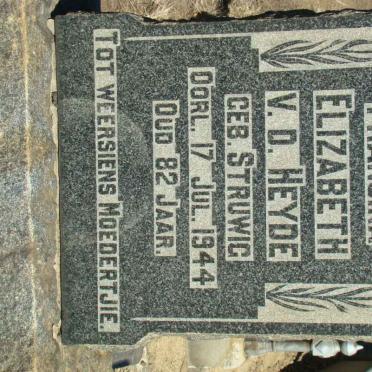 ELIZABETH
V. D. HEYDE
GEB. STRUWIG
OORL. 17 JUL. 1944
OUD 82 JAAR.
TOT WEERSIENS MOEDERTJIE.